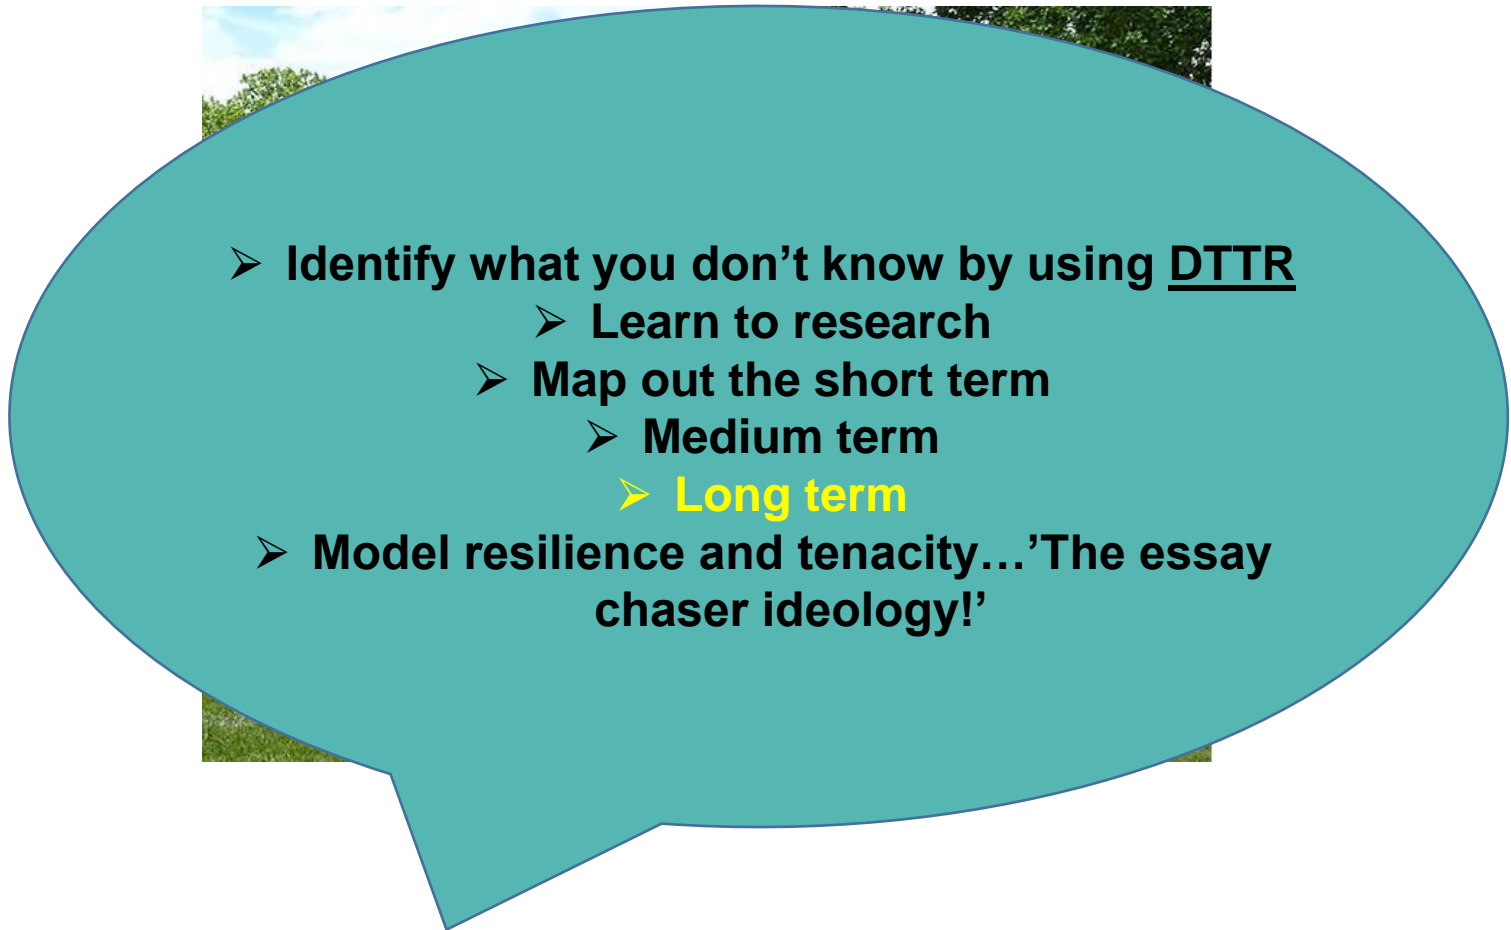 ➢ Identify what you don’t know by using DTTR
➢ Learn to research
➢ Map out the short term
➢ Medium term
➢ Long term
➢ Model resilience and tenacity…’The essay
chaser ideology!’